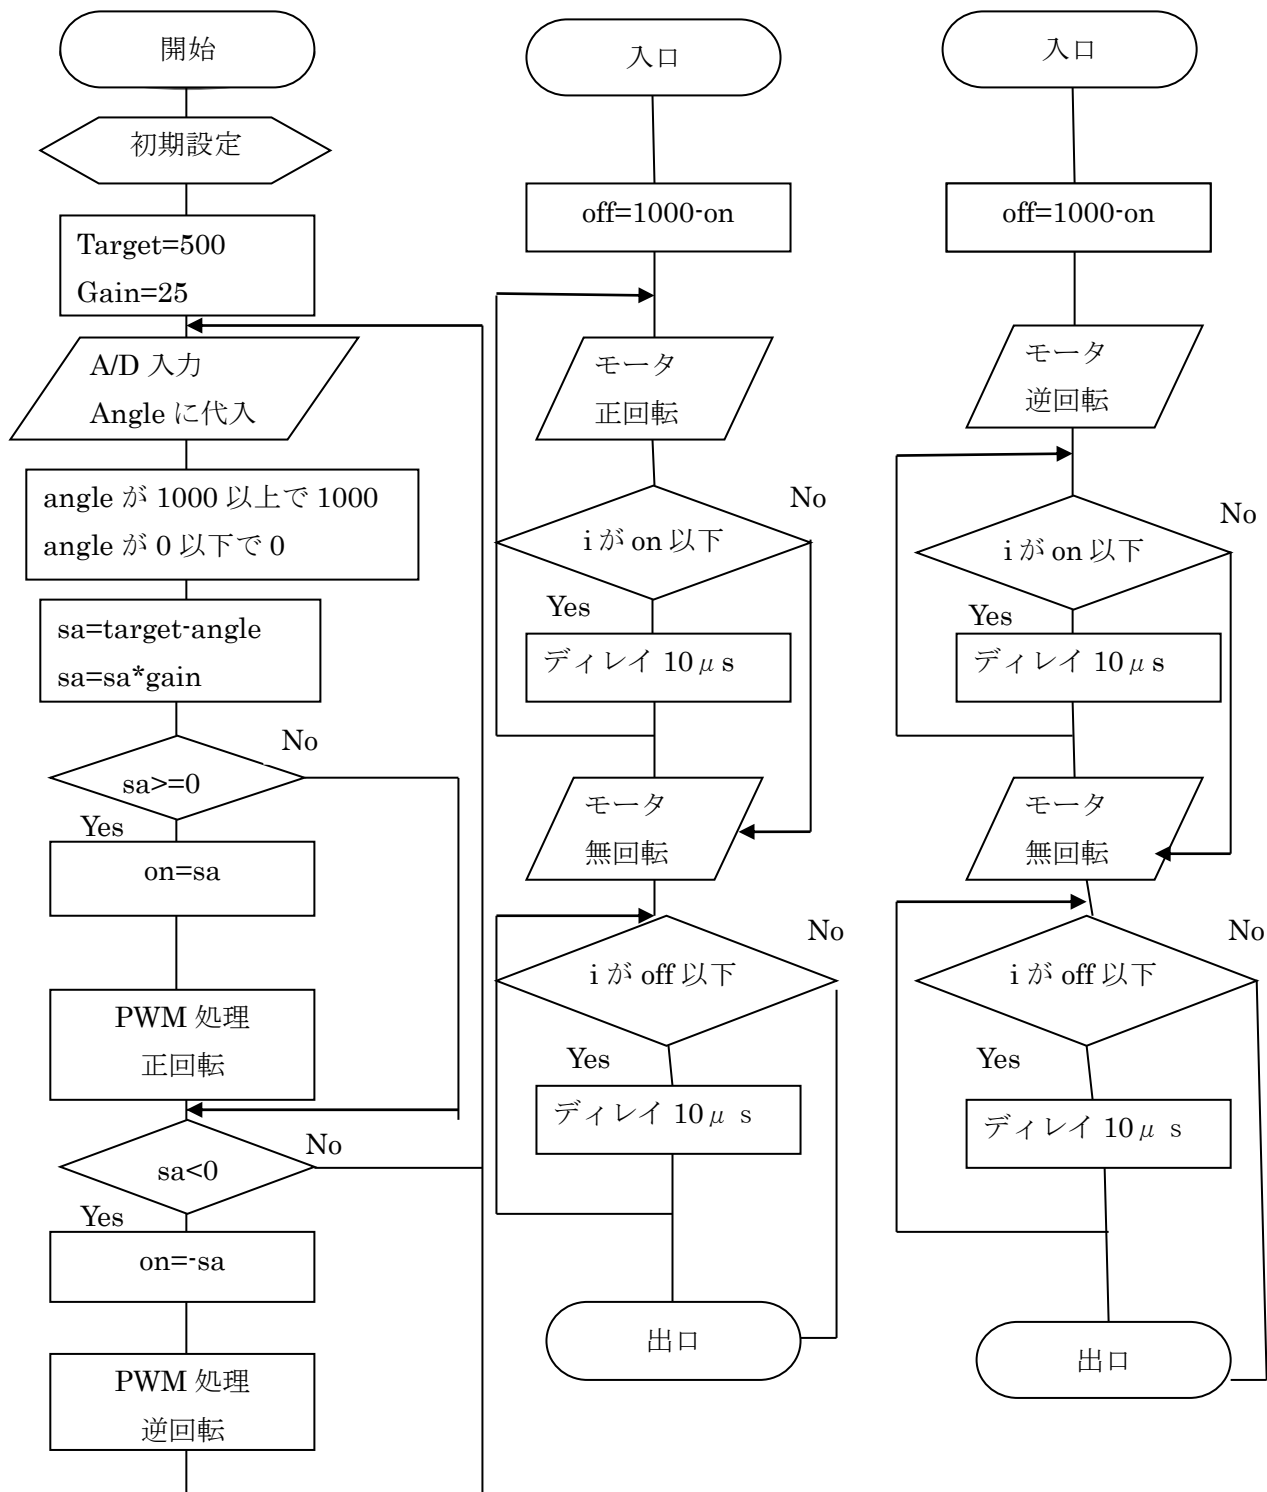 開始
初期設定
Target=500
Gain=25
A/D 入力
Angle に代入
angle が 1000 以上で 1000
angle が 0 以下で 0
sa=target-angle
sa=sa*gain
No
sa>=0
Yes
on=sa
PWM 処理
正回転
No
sa<0
Yes
on=-sa
PWM 処理
逆回転
入口
off=1000-on
モータ
正回転
No
i が on 以下
Yes
ディレイ 10μs
モータ
無回転
No
i が off 以下
Yes
ディレイ 10μ s
出口
入口
off=1000-on
モータ
逆回転
No
i が on 以下
Yes
ディレイ 10μs
モータ
無回転
No
i が off 以下
Yes
ディレイ 10μ s
出口